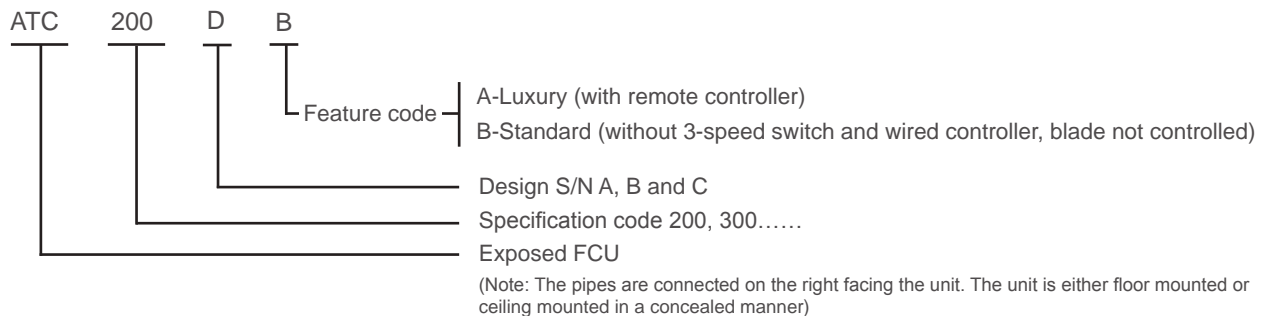 ATC 200 D B
Feature code
A-Luxury (with remote controller)
B-Standard (without 3-speed switch and wired controller, blade not controlled)
Design S/N A, B and C
Specification code 200, 300……
Exposed FCU
(Note: The pipes are connected on the right facing the unit. The unit is either floor mounted or
ceiling mounted in a concealed manner)